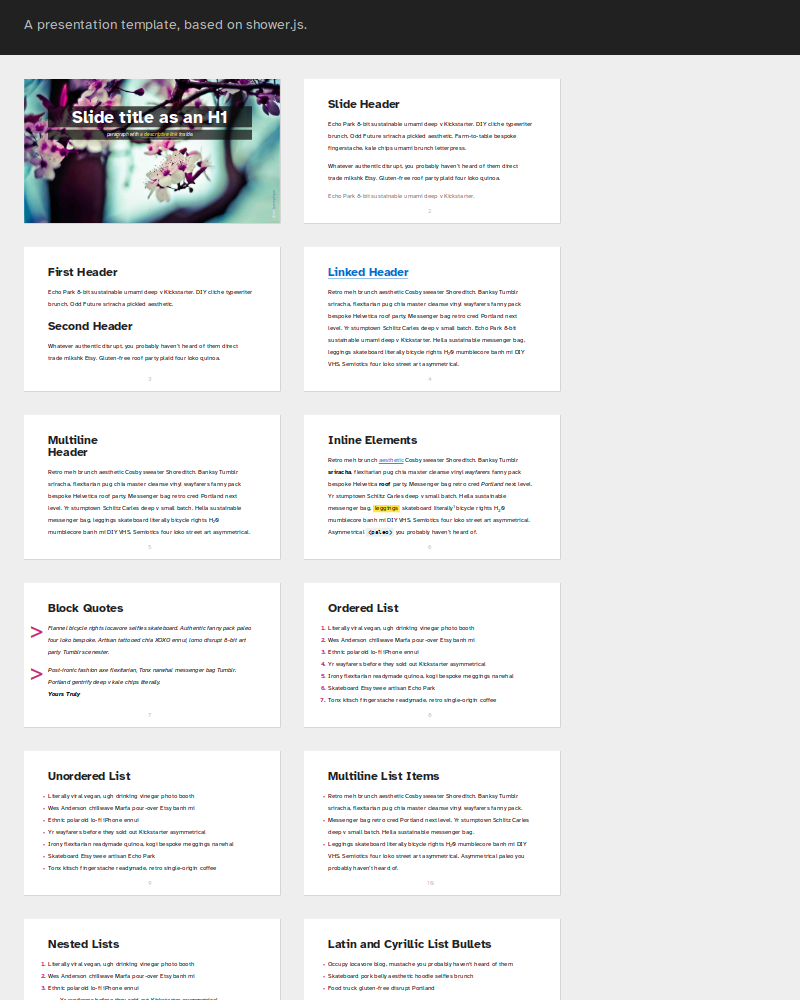 A presentation template, based on shower.js.
Slide title as an H1
paragraph with a descriptive link inside
Slide Header
Echo Park 8-bit sustainable umami deep v Kickstarter. DIY cliche typewriter
brunch. Odd Future sriracha pickled aesthetic. Farm-to-table bespoke
fingerstache, kale chips umami brunch letterpress.
Whatever authentic disrupt, you probably haven't heard of them direct
trade mlkshk Etsy. Gluten-free roof party plaid four loko quinoa.
Echo Park 8-bit sustainable umami deep v Kickstarter.
2
First Header
Echo Park 8-bit sustainable umami deep v Kickstarter. DIY cliche typewriter
brunch. Odd Future sriracha pickled aesthetic.
Second Header
Whatever authentic disrupt, you probably haven't heard of them direct
trade mlkshk Etsy. Gluten-free roof party plaid four loko quinoa.
3
Linked Header
Retro meh brunch aesthetic Cosby sweater Shoreditch. Banksy Tumblr
sriracha, flexitarian pug chia master cleanse vinyl wayfarers fanny pack
bespoke Helvetica roof party. Messenger bag retro cred Portland next
level. Yr stumptown Schlitz Carles deep v small batch. Echo Park 8-bit
sustainable umami deep v Kickstarter. Hella sustainable messenger bag,
leggings skateboard literally bicycle rights H₂0 mumblecore banh mi DIY
VHS. Semiotics four loko street art asymmetrical.
4
Multiline
Header
Retro meh brunch aesthetic Cosby sweater Shoreditch. Banksy Tumblr
sriracha, flexitarian pug chia master cleanse vinyl wayfarers fanny pack
bespoke Helvetica roof party. Messenger bag retro cred Portland next
level. Yr stumptown Schlitz Carles deep v small batch. Hella sustainable
messenger bag, leggings skateboard literally bicycle rights H₂0
mumblecore banh mi DIY VHS. Semiotics four loko street art asymmetrical.
5
Inline Elements
Retro meh brunch aesthetic Cosby sweater Shoreditch. Banksy Tumblr
sriracha, flexitarian pug chia master cleanse vinyl wayfarers fanny pack
bespoke Helvetica roof party. Messenger bag retro cred Portland next level.
Yr stumptown Schlitz Carles deep v small batch. Hella sustainable
messenger bag, leggings skateboard literally¹ bicycle rights H₂0
mumblecore banh mi DIY VHS. Semiotics four loko street art asymmetrical.
Asymmetrical <paleo> you probably haven't heard of.
6
Block Quotes
> Flannel bicycle rights locavore selfies skateboard. Authentic fanny pack paleo
four loko bespoke. Artisan tattooed chia XOXO ennui, lomo disrupt 8-bit art
party Tumblr scenester.
> Post-ironic fashion axe flexitarian, Tonx narwhal messenger bag Tumblr.
Portland gentrify deep v kale chips literally.
Yours Truly
7
Ordered List
1. Literally viral vegan, ugh drinking vinegar photo booth
2. Wes Anderson chillwave Marfa pour-over Etsy banh mi
3. Ethnic polaroid lo-fi iPhone ennui
4. Yr wayfarers before they sold out Kickstarter asymmetrical
5. Irony flexitarian readymade quinoa, kogi bespoke meggings narwhal
6. Skateboard Etsy twee artisan Echo Park
7. Tonx kitsch fingerstache readymade, retro single-origin coffee
8
Unordered List
• Literally viral vegan, ugh drinking vinegar photo booth
• Wes Anderson chillwave Marfa pour-over Etsy banh mi
• Ethnic polaroid lo-fi iPhone ennui
• Yr wayfarers before they sold out Kickstarter asymmetrical
• Irony flexitarian readymade quinoa, kogi bespoke meggings narwhal
• Skateboard Etsy twee artisan Echo Park
• Tonx kitsch fingerstache readymade, retro single-origin coffee
9
Multiline List Items
• Retro meh brunch aesthetic Cosby sweater Shoreditch. Banksy Tumblr
sriracha, flexitarian pug chia master cleanse vinyl wayfarers fanny pack.
• Messenger bag retro cred Portland next level. Yr stumptown Schlitz Carles
deep v small batch. Hella sustainable messenger bag.
• Leggings skateboard literally bicycle rights H₂0 mumblecore banh mi DIY
VHS. Semiotics four loko street art asymmetrical. Asymmetrical paleo you
probably haven't heard of.
10
Nested Lists
1. Literally viral vegan, ugh drinking vinegar photo booth
2. Wes Anderson chillwave Marfa pour-over Etsy banh mi
3. Ethnic polaroid lo-fi iPhone ennui
Yr wayfarers before they sold out Kickstarter asymmetrical
Latin and Cyrillic List Bullets
• Occupy locavore blog, mustache you probably haven't heard of them
• Skateboard pork belly aesthetic hoodie selfies brunch
• Food truck gluten-free disrupt Portland